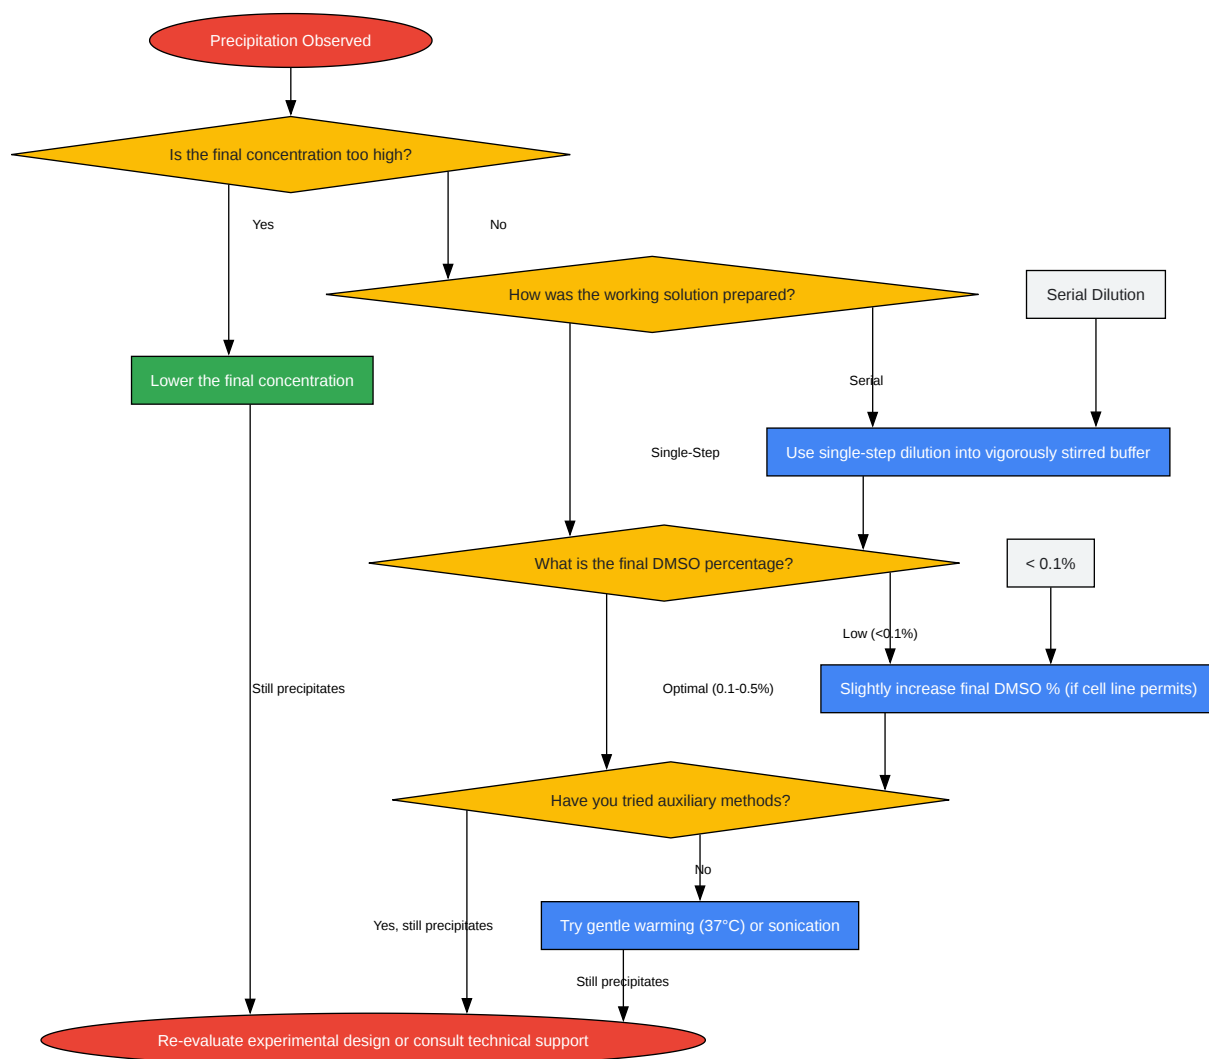 Precipitation Observed
Is the final concentration too high?
Yes
No
How was the working solution prepared?
Serial Dilution
Lower the final concentration
Serial
Single-Step
Use single-step dilution into vigorously stirred buffer
What is the final DMSO percentage?
< 0.1%
Low (<0.1%)
Still precipitates
Optimal (0.1-0.5%)
Slightly increase final DMSO % (if cell line permits)
Have you tried auxiliary methods?
No
Yes, still precipitates
Try gentle warming (37°C) or sonication
Still precipitates
Re-evaluate experimental design or consult technical support